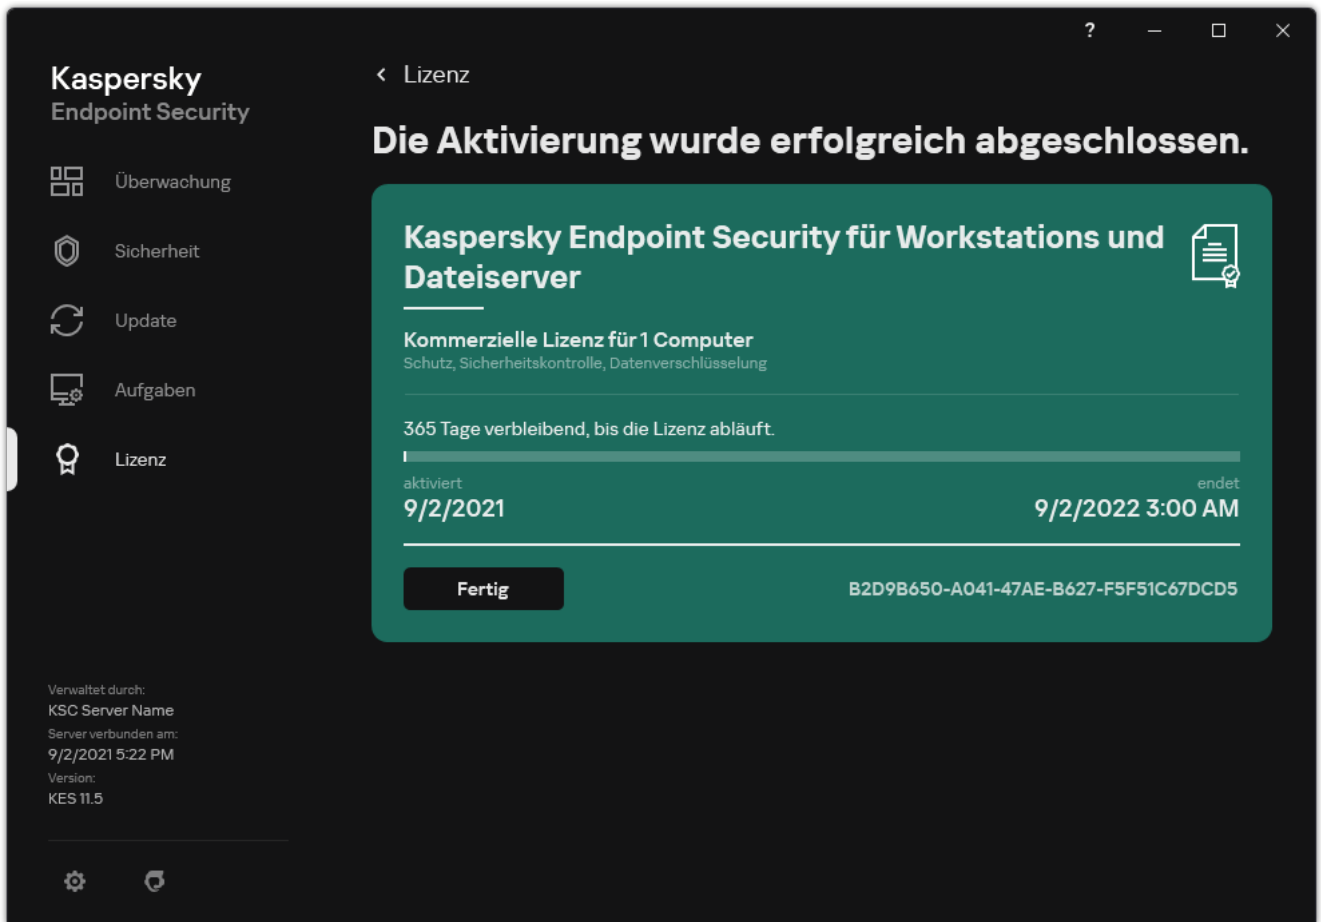 ?
Kaspersky
Endpoint Security
Überwachung
Sicherheit
Update
Aufgaben
Lizenz
Verwaltet durch:
KSC Server Name
Server verbunden am:
9/2/2021 5:22 PM
Version:
KES 11.5
Lizenz
Die Aktivierung wurde erfolgreich abgeschlossen.
Kaspersky Endpoint Security für Workstations und
Dateiserver
Kommerzielle Lizenz für 1 Computer
Schutz, Sicherheitskontrolle, Datenverschlüsselung
365 Tage verbleibend, bis die Lizenz abläuft.
aktiviert
endet
9/2/2021
9/2/2022 3:00 AM
Fertig
B2D9B650-A041-47AE-B627-F5F51C67DCD5